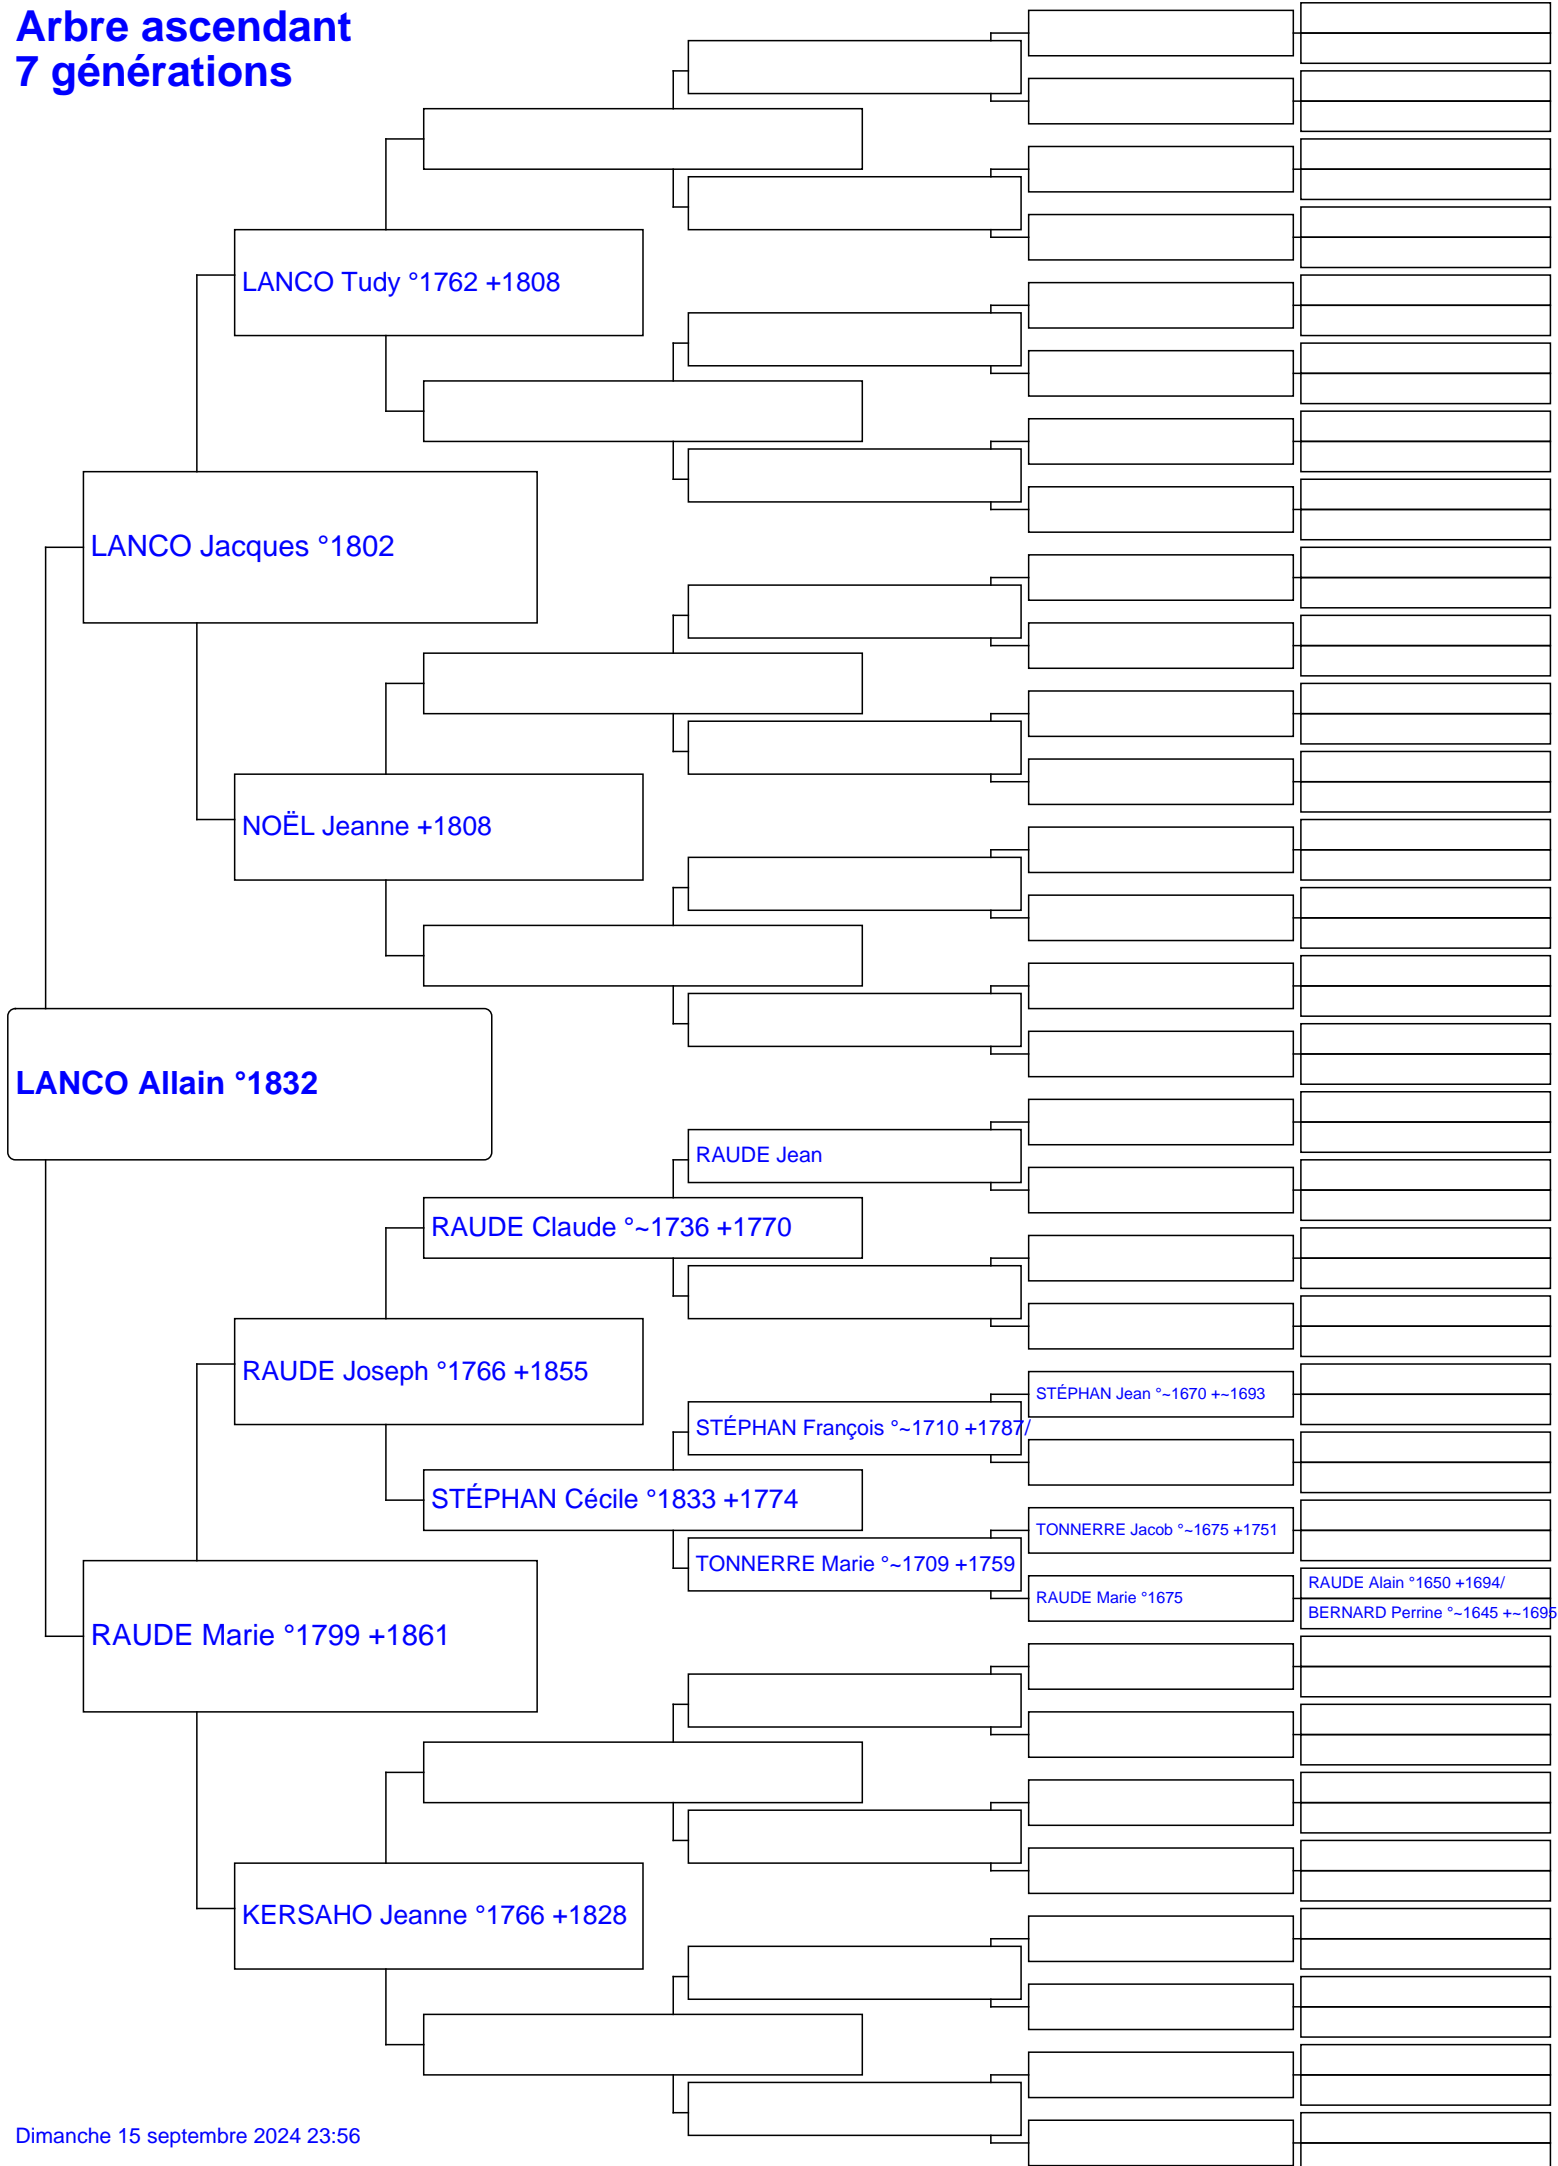 Arbre ascendant
7 générations
LANCO Tudy °1762 +1808
LANCO Jacques °1802
NOËL Jeanne +1808
LANCO Allain °1832
RAUDE Jean
RAUDE Claude °~1736 +1770
RAUDE Joseph °1766 +1855
STÉPHAN Jean °~1670 +~1693
STÉPHAN François °~1710 +1787/
STÉPHAN Cécile °1833 +1774
TONNERRE Jacob °~1675 +1751
TONNERRE Marie °~1709 +1759
RAUDE Alain °1650 +1694/
RAUDE Marie °1675
BERNARD Perrine °~1645 +~1695
RAUDE Marie °1799 +1861
KERSAHO Jeanne °1766 +1828
Dimanche 15 septembre 2024 23:56